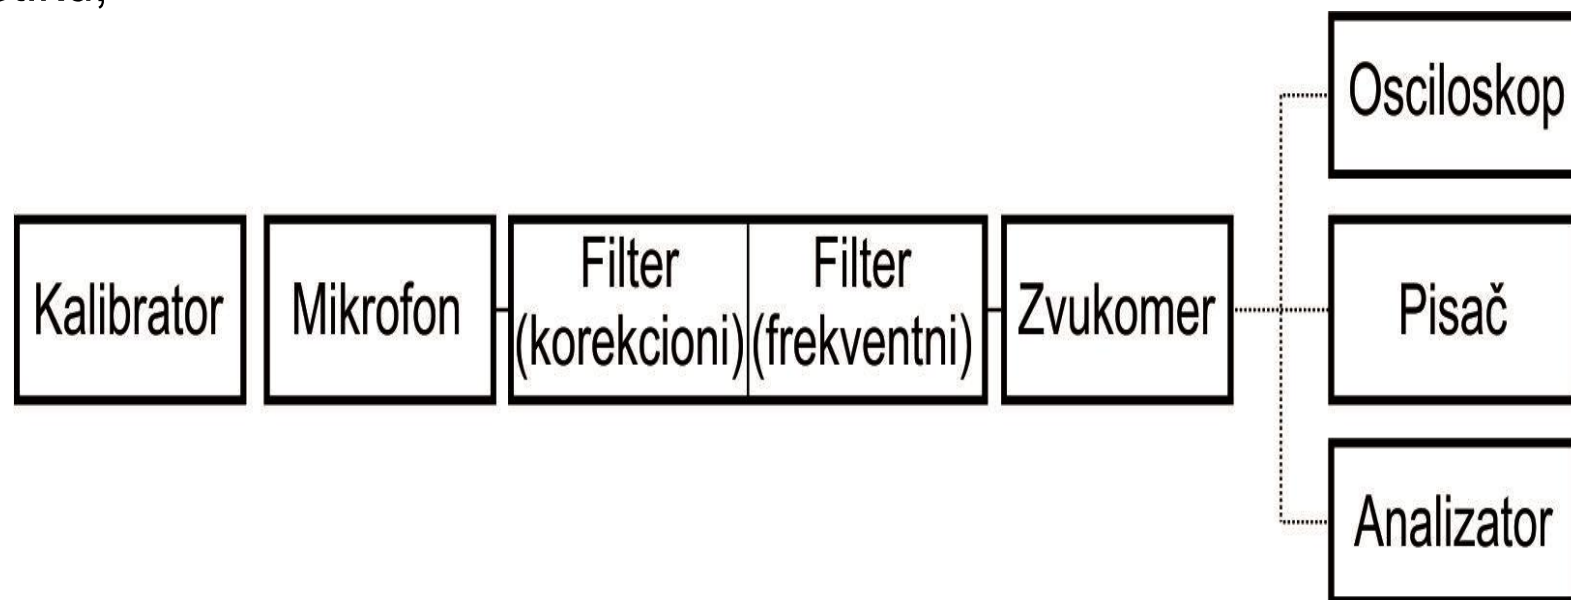 Osciloskop
Kalibrator
Mikrofon
Filter
(korekcioni)
Filter
(frekventni)
Zvukomer
Pisač
Analizator